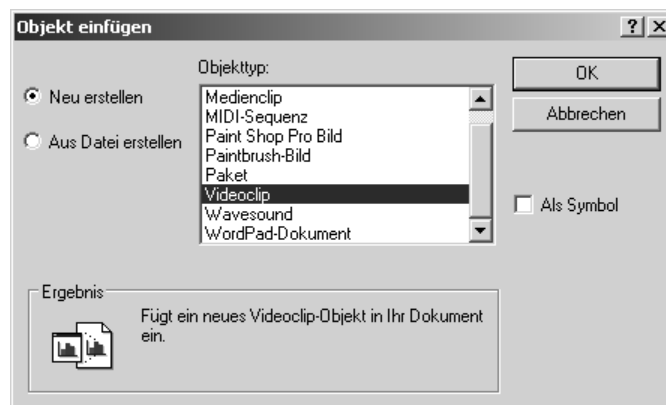 Objekt einfügen
Objekttyp:
Neu erstellen
Aus Datei erstellen
Medienclip
MIDI-Sequenz
Paint Shop Pro Bild
Paintbrush-Bild
Paket
Videoclip
Wavesound
WordPad-Dokument
OK
Abbrechen
Als Symbol
Ergebnis
Fügt ein neues Videoclip-Objekt in Ihr Dokument
ein.